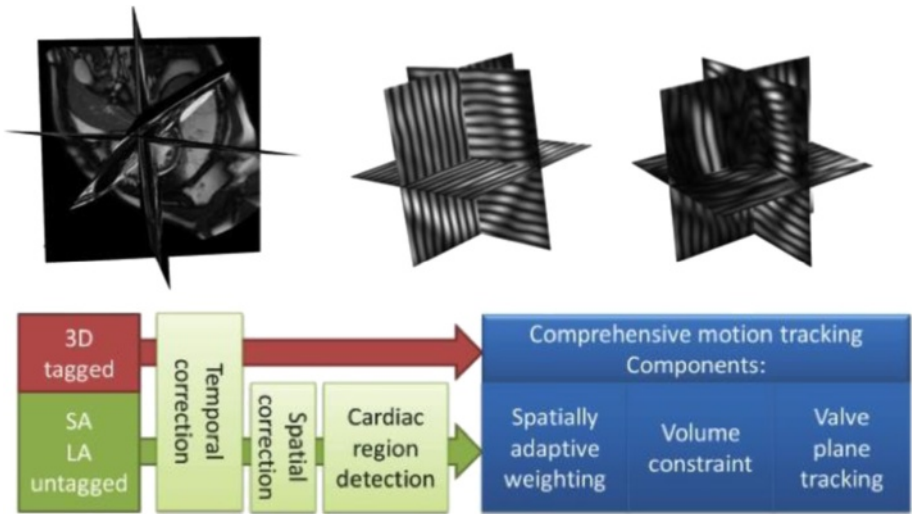 3D
tagged
SA
LA
untagged
Temporal
correction
Spatial
correction
Cardiac
region
detection
Comprehensive motion tracking
Components:
Spatially
adaptive
weighting
Volume
constraint
Valve
plane
tracking